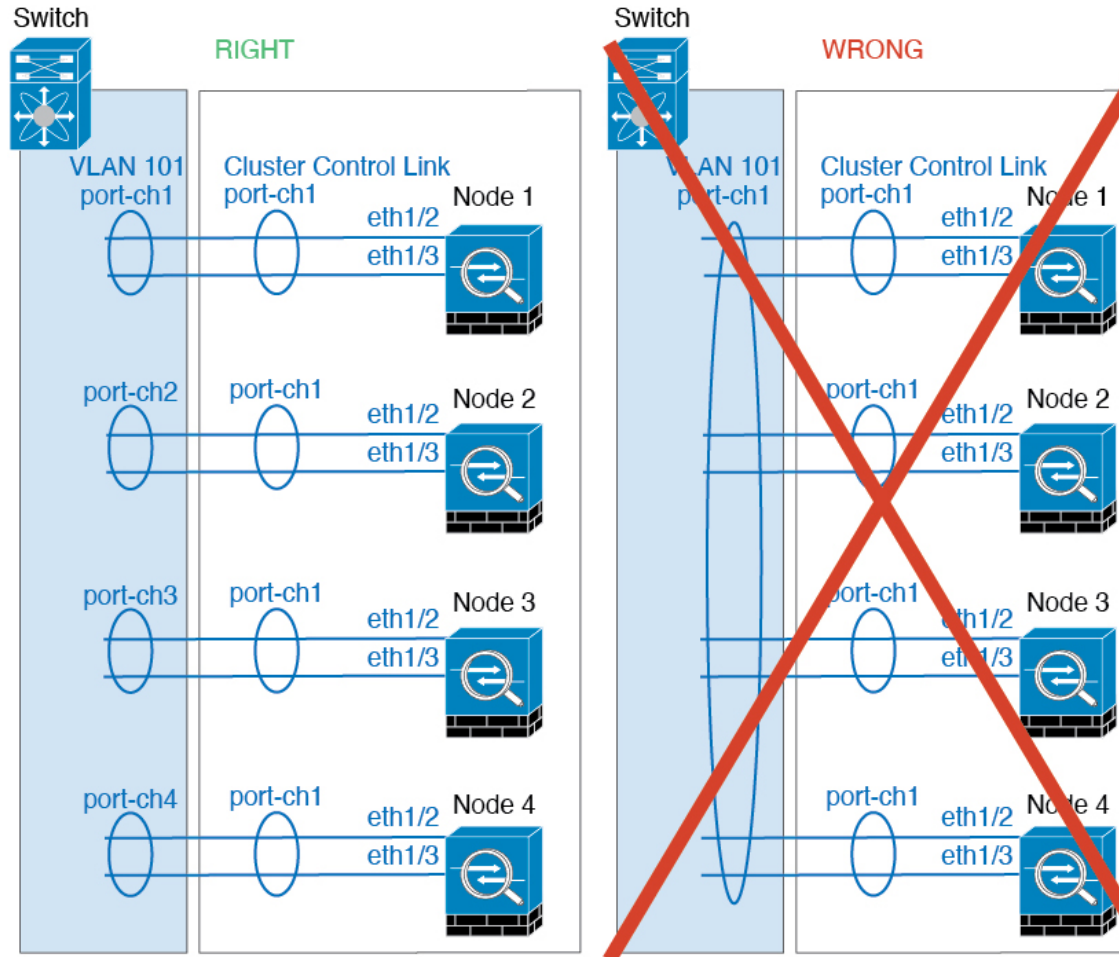 Switch
RIGHT
VLAN 101
port-ch1
Cluster Control Link
port-ch1
eth1/2
eth1/3
Node 1
port-ch2
port-ch1
eth1/2
eth1/3
Node 2
port-ch3
port-ch1
eth1/2
eth1/3
Node 3
port-ch4
port-ch1
eth1/2
eth1/3
Node 4
Switch
WRONG
VLAN 101
port-ch1
Cluster Control Link
port-ch1
eth1/2
eth1/3
Node 1
port-ch1
eth1/2
eth1/3
Node 2
port-ch1
eth1/2
eth1/3
Node 3
port-ch1
eth1/2
eth1/3
Node 4